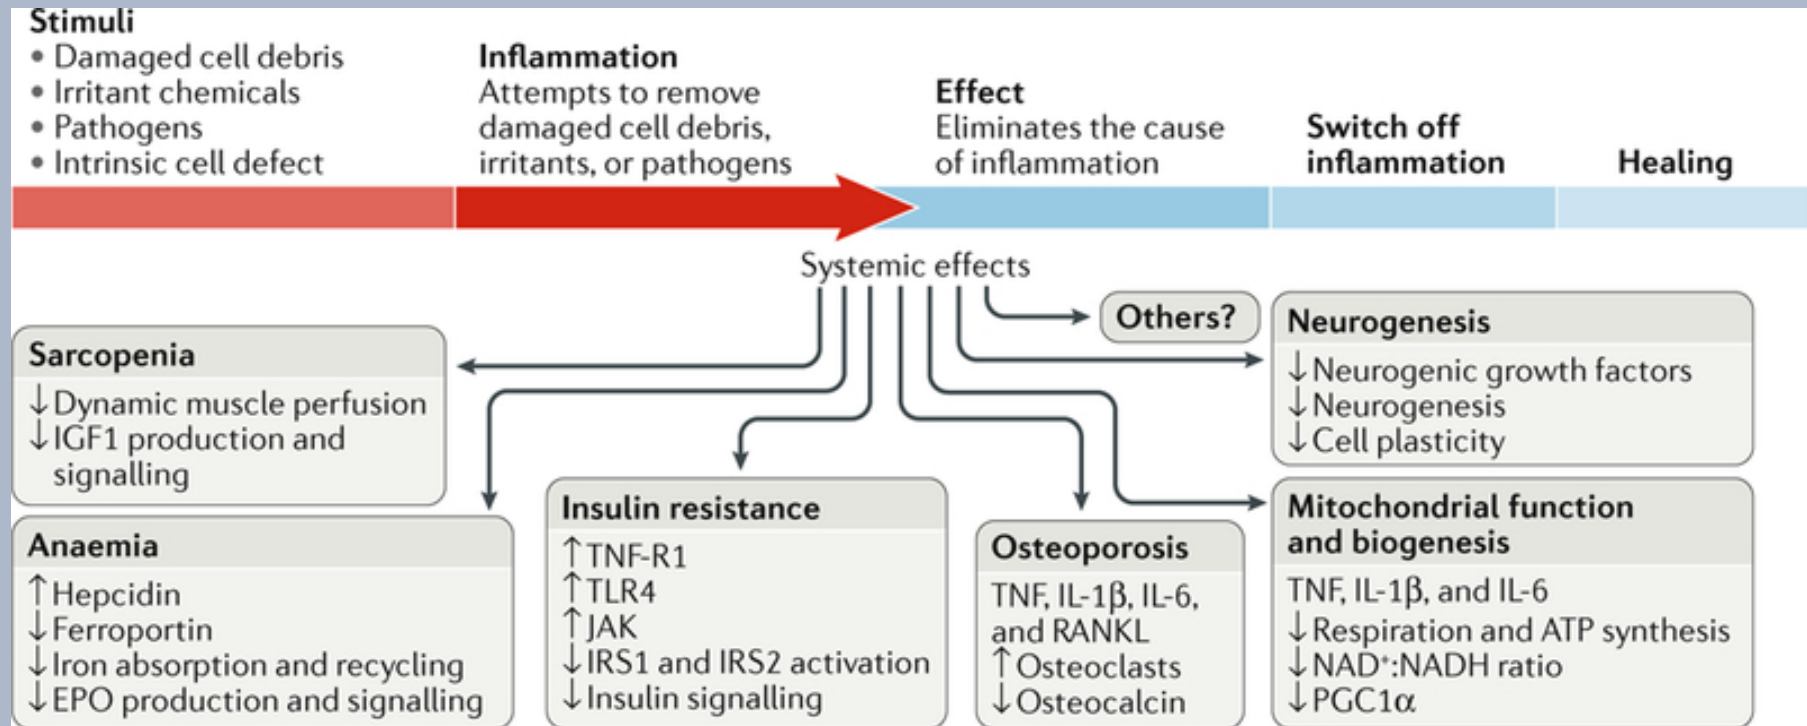 Stimuli
• Damaged cell debris
• Irritant chemicals
• Pathogens
• Intrinsic cell defect
Inflammation
Attempts to remove
damaged cell debris,
irritants, or pathogens
Effect
Eliminates the cause
of inflammation
Switch off
inflammation
Healing
Systemic effects
Others?
Sarcopenia
↓Dynamic muscle perfusion
↓IGF1 production and
signalling
Anaemia
↑Hepcidin
↓Ferroportin
↓Iron absorption and recycling
↓EPO production and signalling
Insulin resistance
↑TNF-R1
↑TLR4
↑JAK
↓IRS1 and IRS2 activation
↓Insulin signalling
Osteoporosis
TNF, IL-1β, IL-6,
and RANKL
↑Osteoclasts
↓Osteocalcin
Neurogenesis
↓Neurogenic growth factors
↓Neurogenesis
↓Cell plasticity
Mitochondrial function
and biogenesis
TNF, IL-1β, and IL-6
↓Respiration and ATP synthesis
↓NAD⁺:NADH ratio
↓PGC1α